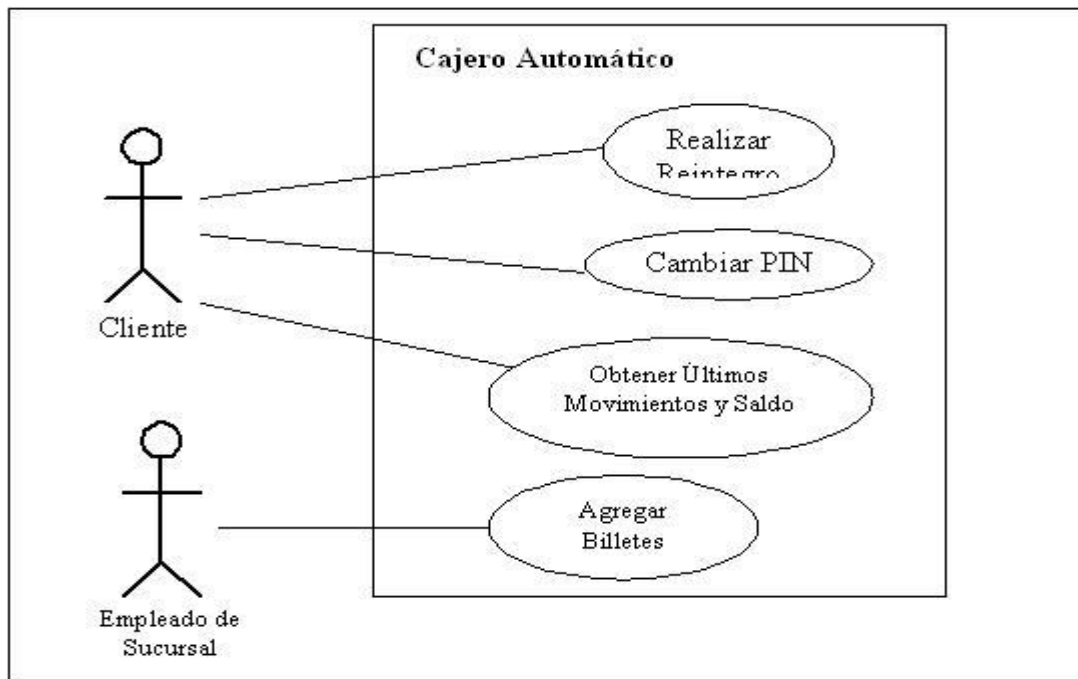 Cajero Automático
Realizar
Reintegro
Cambiar PIN
Cliente
Obtener Últimos
Movimientos y Saldo
Agregar
Billetes
Empleado de
Sucursal